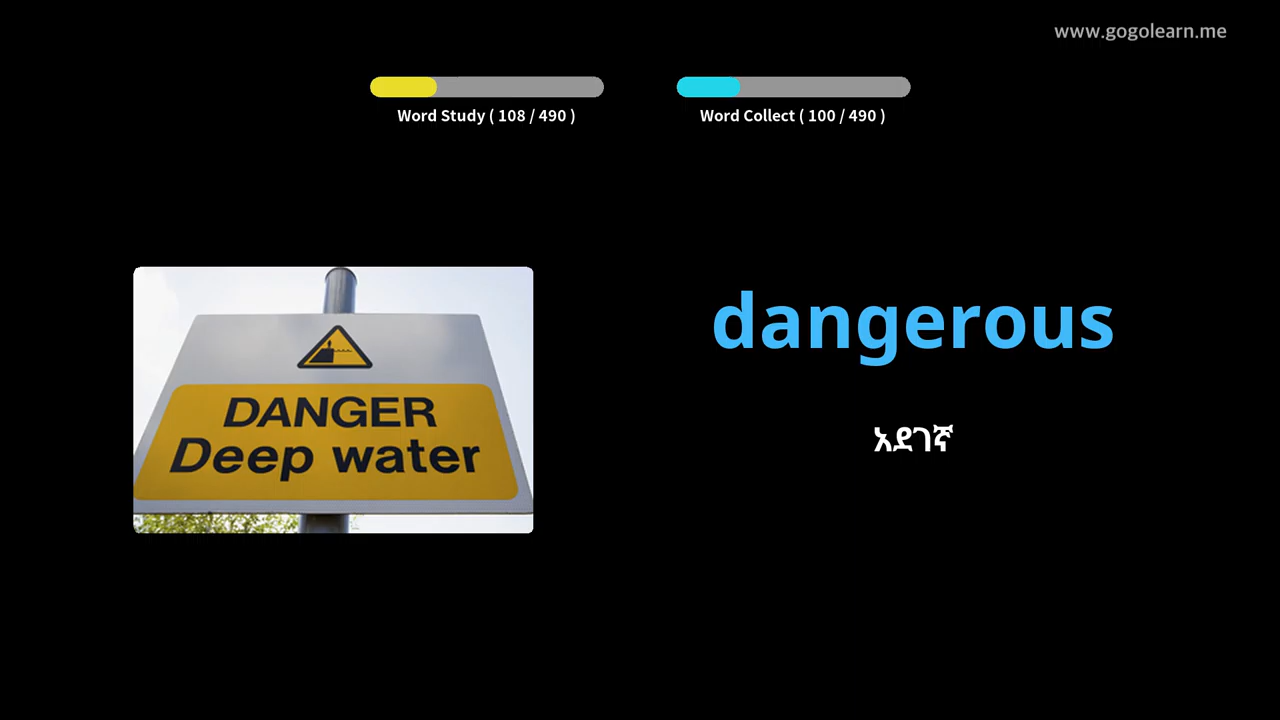 www.gogolearn.me
Word Study ( 108 / 490 )
Word Collect ( 100 / 490 )
DANGER
Deep water
dangerous
አደገኛ